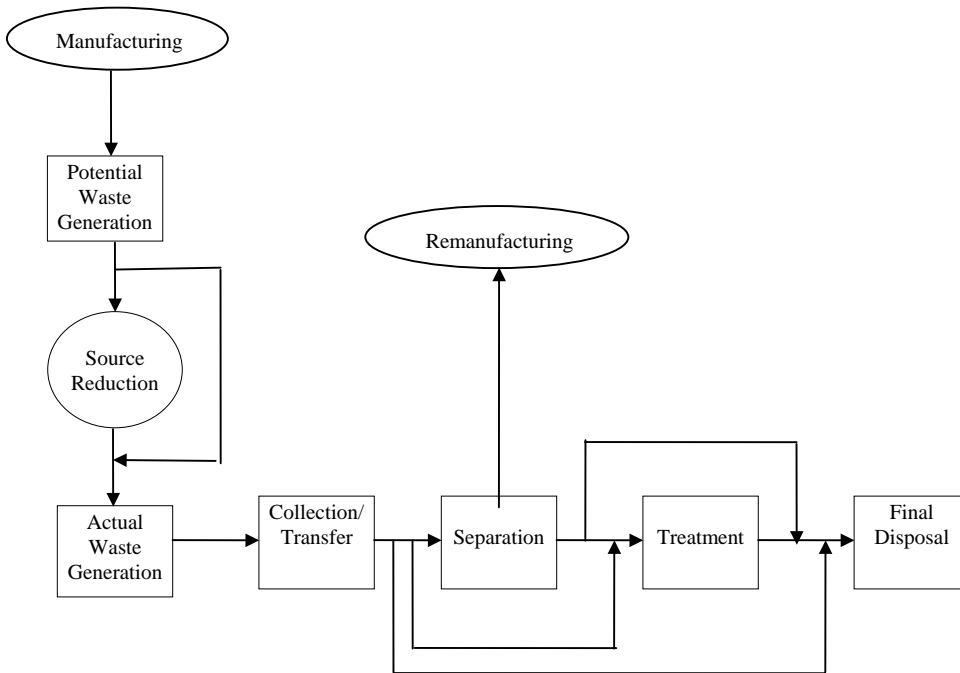 Manufacturing
Potential
Waste
Generation
Remanufacturing
Source
Reduction
Actual
Waste
Generation
Collection/
Transfer
Separation
Treatment
Final
Disposal